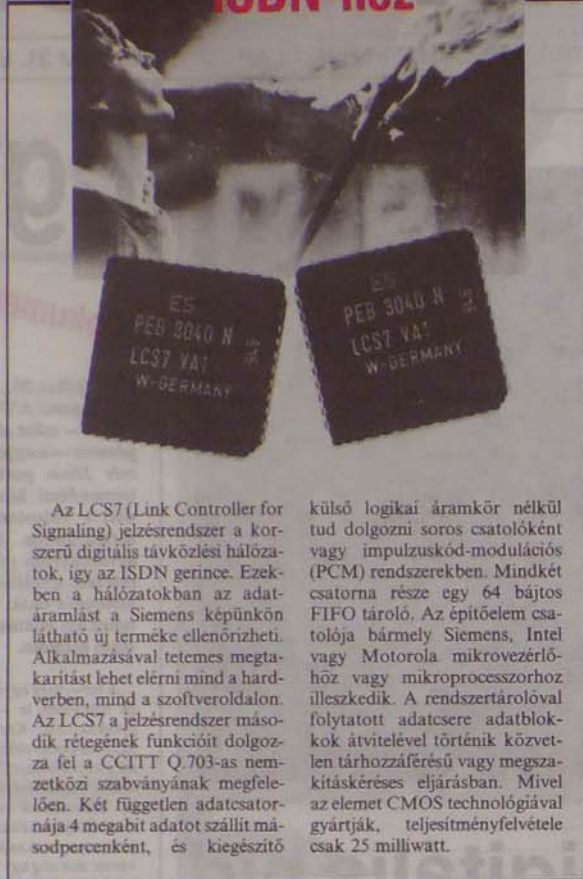 ISDN-hez
ES
PEB 3040 N
LCS7 VA1
W-GERMANY
ES
PEB 3040 N
LCS7 VA1
W-GERMANY
Az LCS7 (Link Controller for
Signaling) jelzésrendszer a kor-
szerű digitális távközlési hálóza-
tok, így az ISDN gerince. Ezek-
ben a hálózatokban az adat-
áramlást a Siemens képünkön
látható új terméke ellenőrizheti.
Alkalmazásával tetemes megta-
karítást lehet elérni mind a hard-
verben, mind a szoftveroldalon.
Az LCS7 a jelzésrendszer máso-
dik rétegének funkcióit dolgoz-
za fel a CCITT Q.703-as nem-
zetközi szabványának megfele-
lően. Két független adatcsator-
nája 4 megabit adatot szállít má-
sodpercenként, és kiegészítő
külső logikai áramkör nélkül
tud dolgozni soros csatolóként
vagy impulzuskód-modulációs
(PCM) rendszerekben. Mindkét
csatorna része egy 64 bájtos
FIFO tároló. Az építőelem csa-
tolója bármely Siemens, Intel
vagy Motorola mikrovezérlő-
höz vagy mikroprocesszorhoz
illeszkedik. A rendszertárolóval
folytatott adatcsere adatblok-
kok átvitelével történik közvet-
len tárhozzáférésű vagy megsza-
kításkéréses eljárásban. Mivel
az elemet CMOS technológiával
gyártják, teljesítményfelvétele
csak 25 milliwatt.